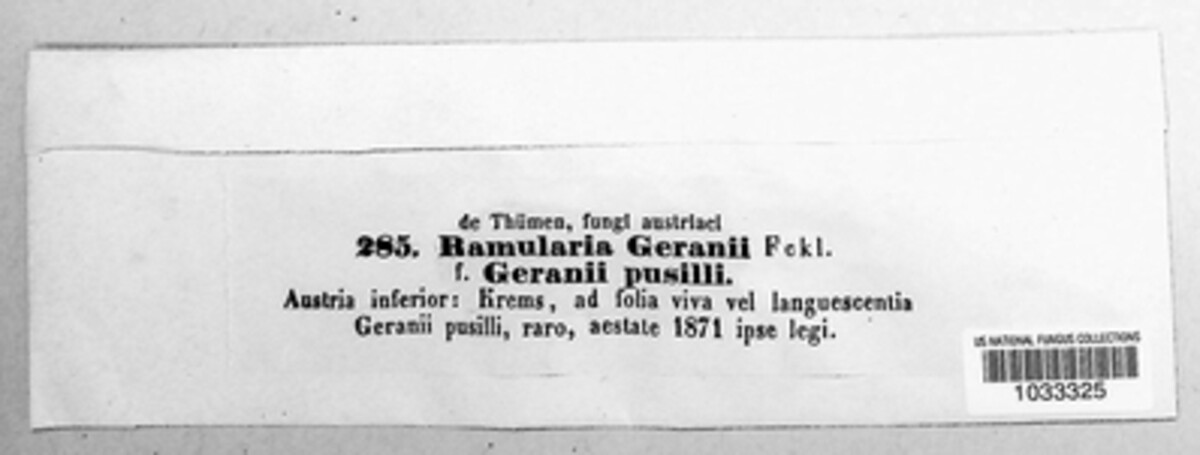 de Thümen, fungi austriaci
285. Ramularia Geranii Fckl.
f. Geranii pusilli.
Austria inferior: Krems, ad folia viva vel languescentia
Geranii pusilli, raro, aestate 1871 ipse legi.
US NATIONAL FUNGUS COLLECTIONS
1033325